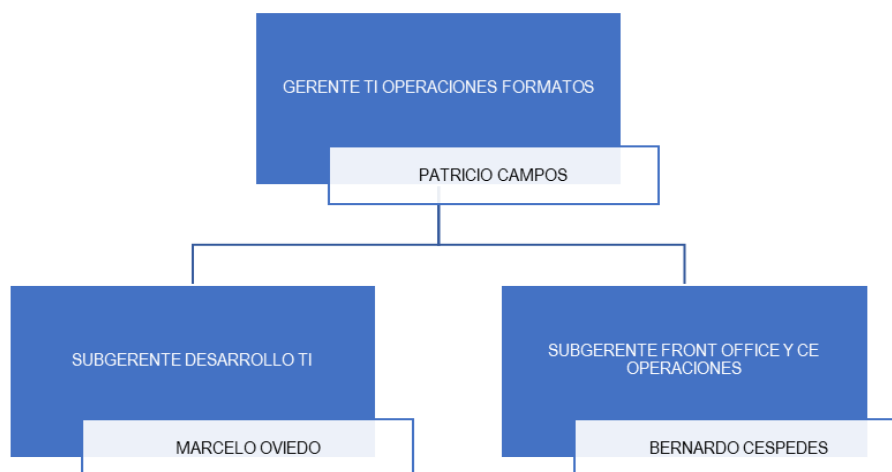 GERENTE TI OPERACIONES FORMATOS
PATRICIO CAMPOS
SUBGERENTE DESARROLLO TI
MARCELO OVIEDO
SUBGERENTE FRONT OFFICE Y CE
OPERACIONES
BERNARDO CESPEDES